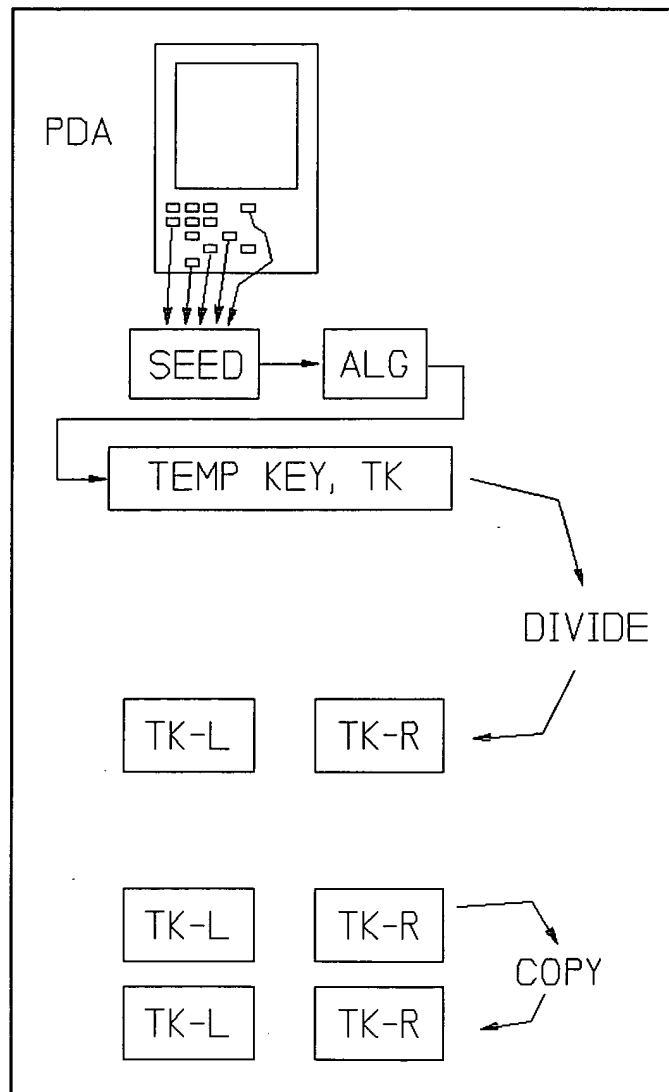 PDA
SEED ALG
TEMP KEY, TK
DIVIDE
TK-L TK-R
TK-L TK-R
COPY
TK-L TK-R